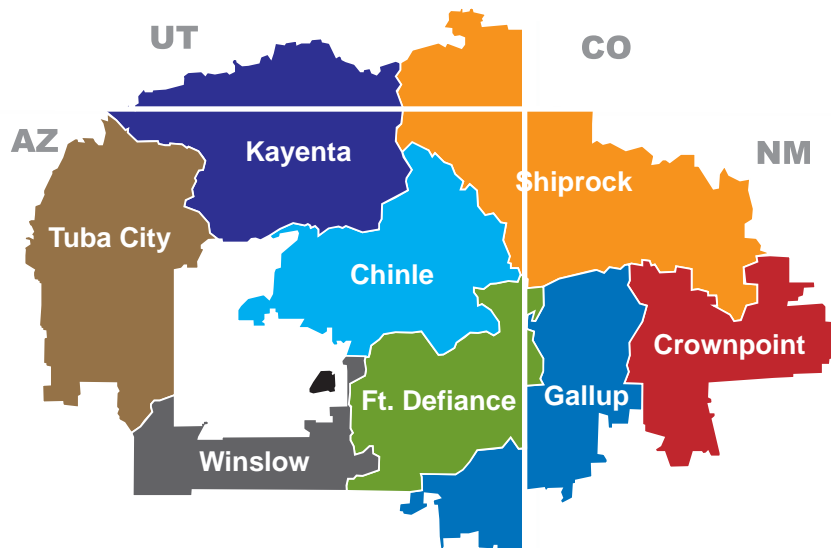 UT
CO
AZ
Kayenta
NM
Shiprock
Tuba City
Chinle
Crownpoint
Ft. Defiance
Gallup
Winslow